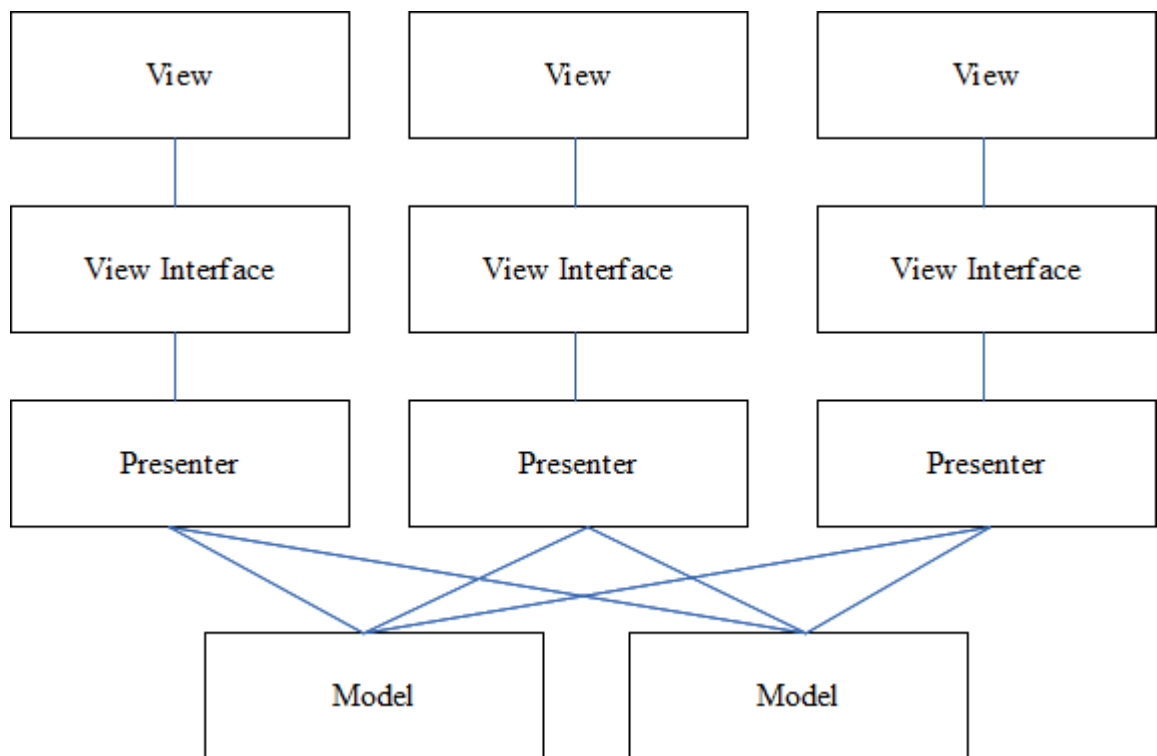 View
View
View
View Interface
View Interface
View Interface
Presenter
Presenter
Presenter
Model
Model